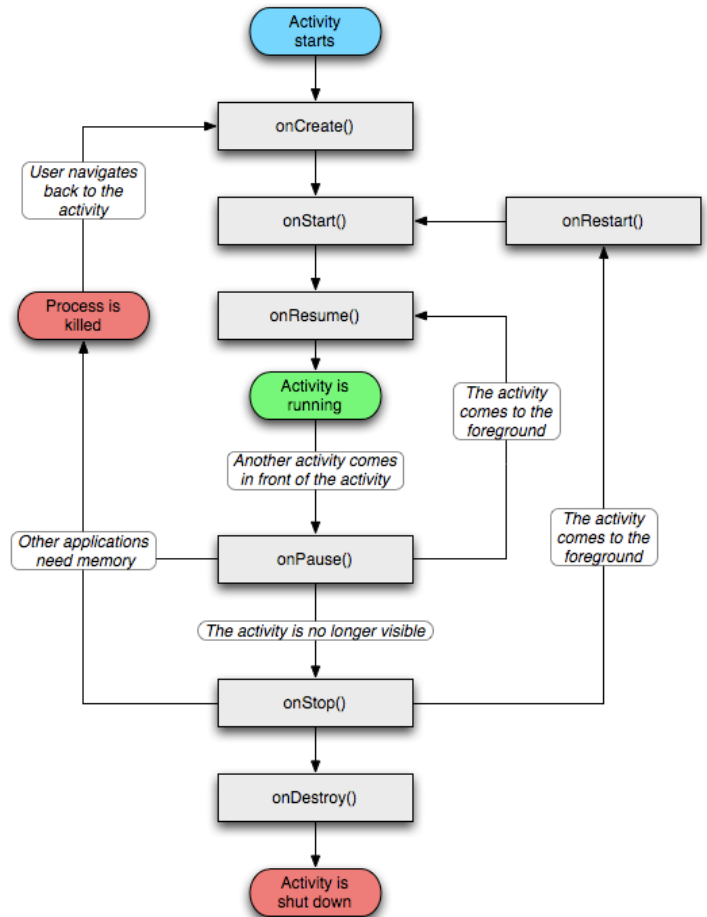 Activity
starts
onCreate()
User navigates
back to the
activity
onStart()
onRestart()
Process is
killed
onResume()
Activity is
running
The activity
comes to the
foreground
Another activity comes
in front of the activity
Other applications
need memory
onPause()
The activity
comes to the
foreground
The activity is no longer visible
onStop()
onDestroy()
Activity is
shut down